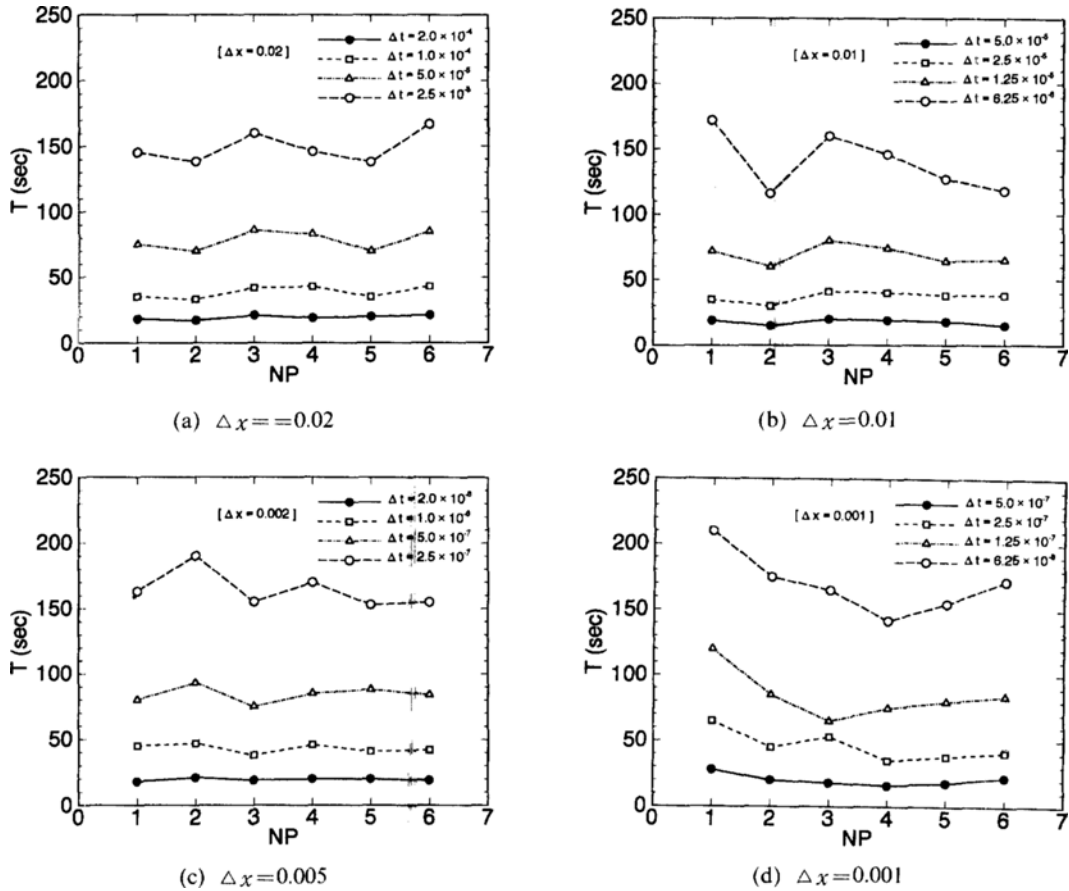 250
200
150
100
50
0
T (sec)
[ Δx = 0.02 ]
Δt = 2.0 × 10⁻⁴
Δt = 1.0 × 10⁻⁴
Δt = 5.0 × 10⁻⁵
Δt = 2.5 × 10⁻⁵
0 1 2 3 4 5 6 7
NP
(a) △x==0.02
250
200
150
100
50
0
T (sec)
[ Δx = 0.01 ]
Δt = 5.0 × 10⁻⁵
Δt = 2.5 × 10⁻⁵
Δt = 1.25 × 10⁻⁵
Δt = 6.25 × 10⁻⁶
0 1 2 3 4 5 6 7
NP
(b) △x=0.01
250
200
150
100
50
0
T (sec)
[ Δx = 0.002 ]
Δt = 2.0 × 10⁻⁶
Δt = 1.0 × 10⁻⁶
Δt = 5.0 × 10⁻⁷
Δt = 2.5 × 10⁻⁷
0 1 2 3 4 5 6 7
NP
(c) △x=0.005
250
200
150
100
50
0
T (sec)
[ Δx = 0.001 ]
Δt = 5.0 × 10⁻⁷
Δt = 2.5 × 10⁻⁷
Δt = 1.25 × 10⁻⁷
Δt = 6.25 × 10⁻⁸
0 1 2 3 4 5 6 7
NP
(d) △x=0.001